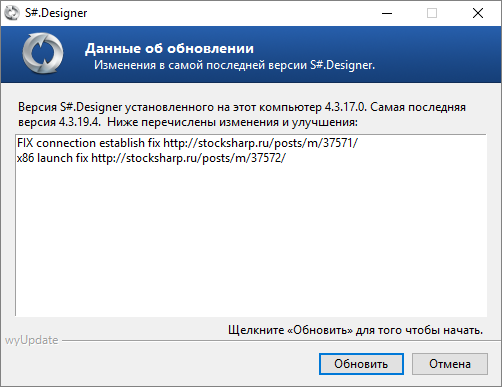 S#.Designer
Данные об обновлении
Изменения в самой последней версии S#.Designer.
Версия S#.Designer установленного на этот компьютер 4.3.17.0. Самая последняя
версия 4.3.19.4. Ниже перечислены изменения и улучшения:
FIX connection establish fix http://stocksharp.ru/posts/m/37571/
x86 launch fix http://stocksharp.ru/posts/m/37572/
Щелкните «Обновить» для того чтобы начать.
wyUpdate
Обновить
Отмена